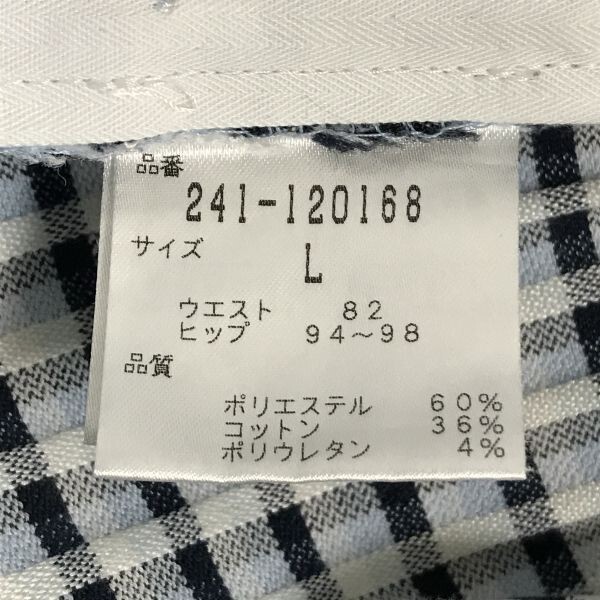 品番
241-120168
サイズ
L
ウエスト 82
ヒップ 94~98
品質
ポリエステル 60%
コットン 36%
ポリウレタン 4%